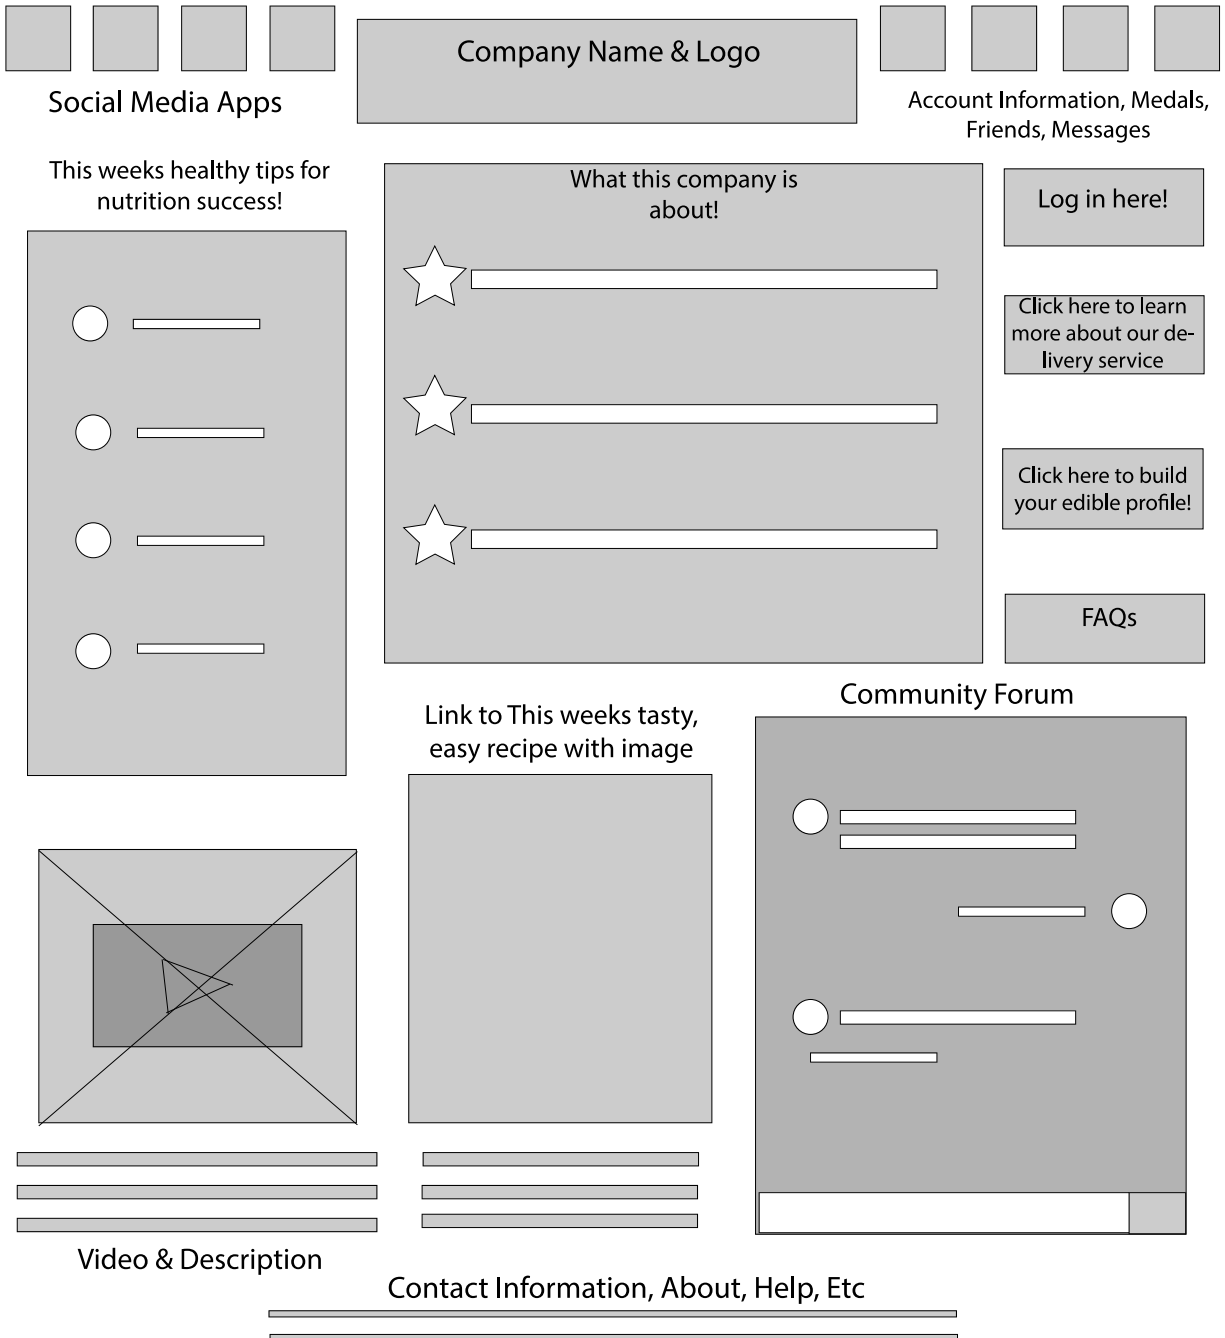 Company Name & Logo
Social Media Apps
Account Information, Medals,
Friends, Messages
This weeks healthy tips for
nutrition success!
What this company is
about!
Log in here!
Click here to learn
more about our de-
livery service
Click here to build
your edible profile!
FAQs
Community Forum
Link to This weeks tasty,
easy recipe with image
Video & Description
Contact Information, About, Help, Etc